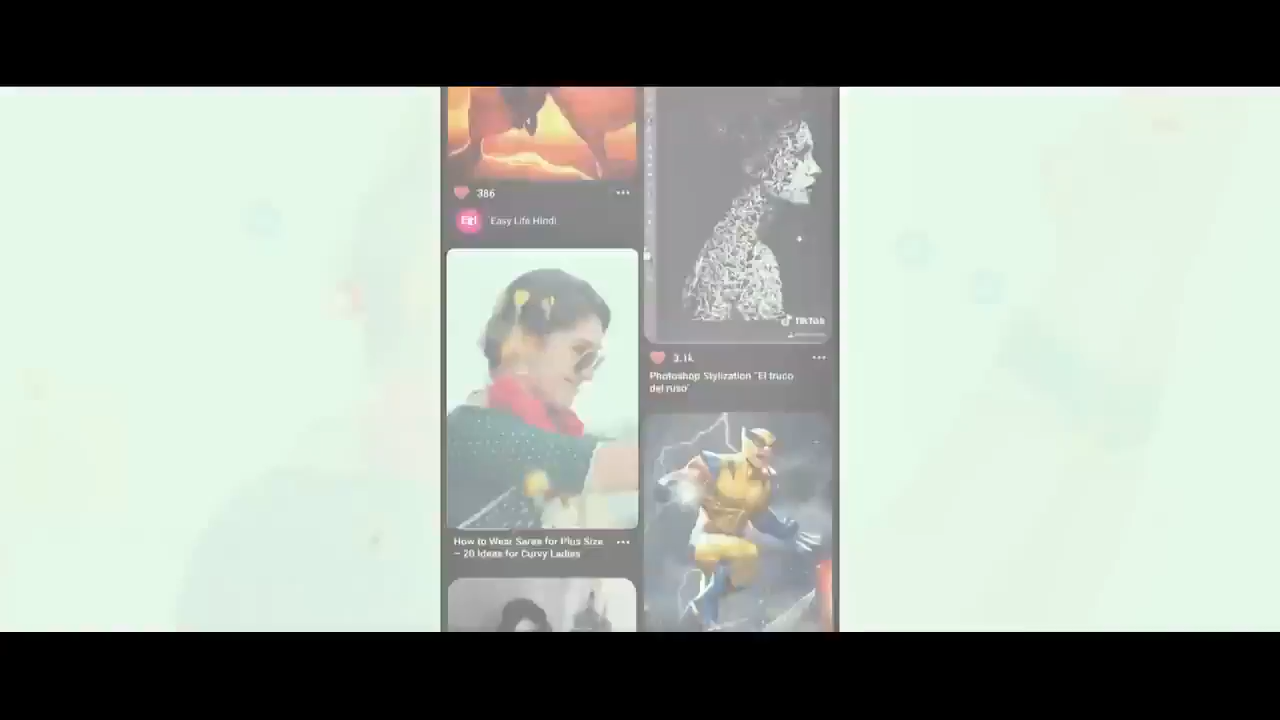 386
Easy Life Hindi
How to Wear Saree for Plus Size
– 20 Ideas for Curvy Ladies
TikTok
3.1k
Photoshop Stylization "El truco
del ruso"